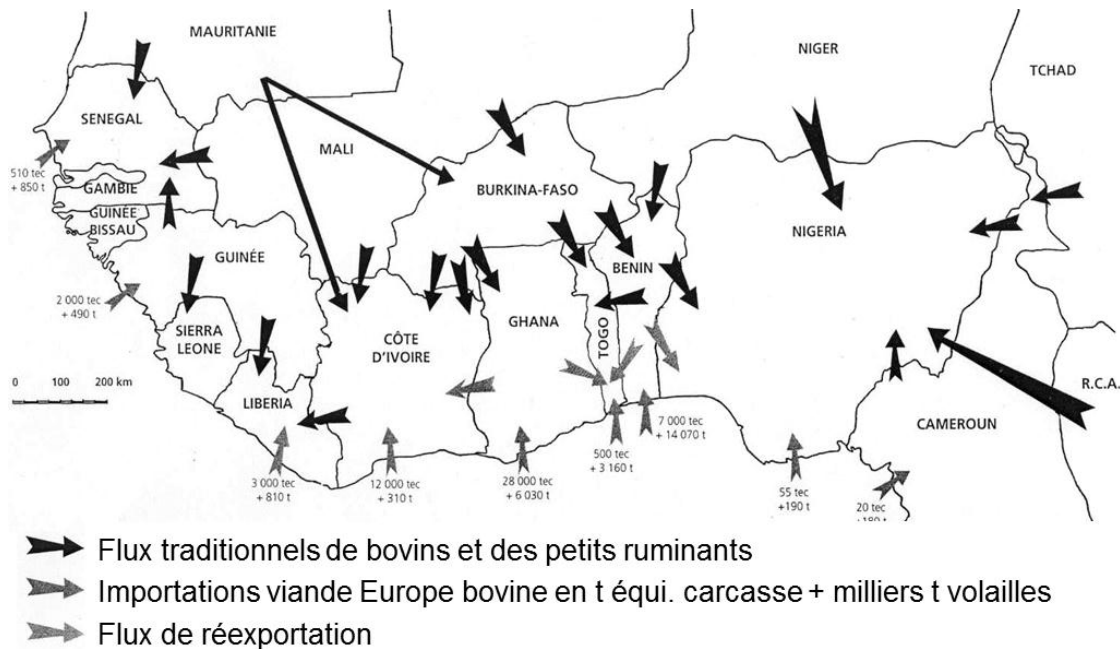 MAURITANIE
NIGER
TCHAD
SENEGAL
MALI
510 tec
+ 850 t
GAMBIE
BURKINA-FASO
GUINÉE
BISSAU
NIGERIA
GUINÉE
BENIN
2 000 tec
+ 490 t
SIERRA
LEONE
CÔTE
D'IVOIRE
GHANA
TOGO
0 100 200 km
R.C.A.
LIBERIA
CAMEROUN
7 000 tec
+ 14 070 t
500 tec
+ 3 160 t
3 000 tec
+ 810 t
12 000 tec
+ 310 t
28 000 tec
+ 6 030 t
55 tec
+190 t
20 tec
Flux traditionnels de bovins et des petits ruminants
Importations viande Europe bovine en t équi. carcasse + milliers t volailles
Flux de réexportation